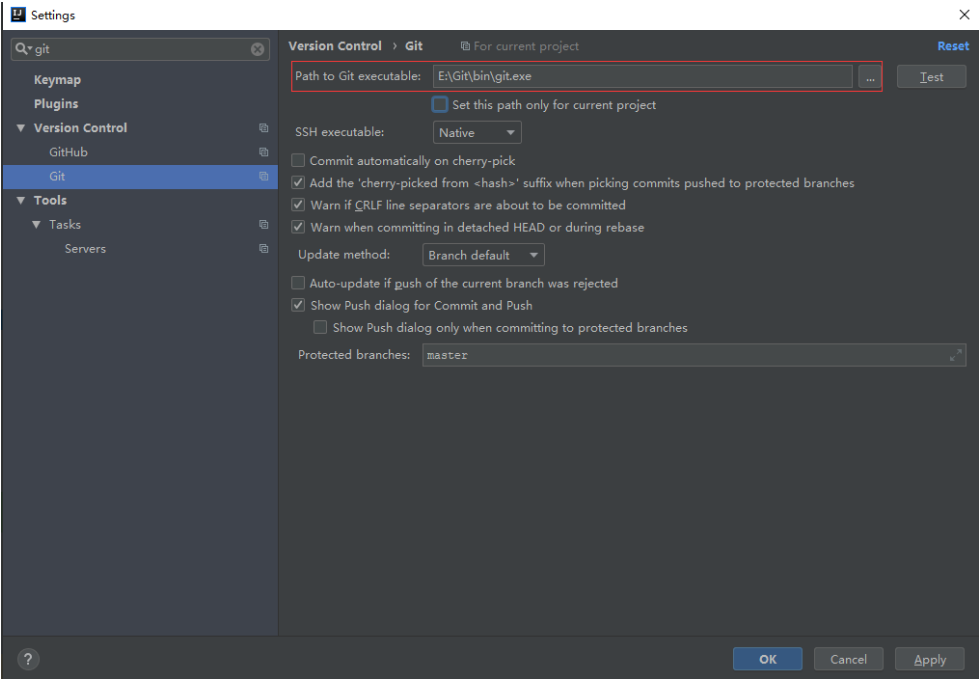 IJ Settings
git
Keymap
Plugins
Version Control
GitHub
Git
Tools
Tasks
Servers
Version Control › Git For current project Reset
Path to Git executable: E:\Git\bin\git.exe ... Test
Set this path only for current project
SSH executable: Native
Commit automatically on cherry-pick
Add the 'cherry-picked from <hash>' suffix when picking commits pushed to protected branches
Warn if CRLF line separators are about to be committed
Warn when committing in detached HEAD or during rebase
Update method: Branch default
Auto-update if push of the current branch was rejected
Show Push dialog for Commit and Push
Show Push dialog only when committing to protected branches
Protected branches: master
? OK Cancel Apply